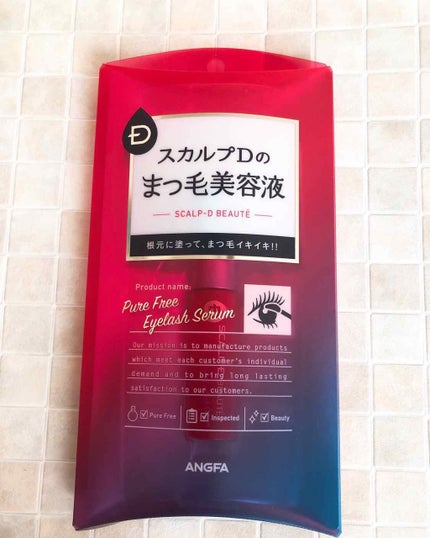 Ð
スカルプDの
まつ毛美容液
SCALP-D BEAUTÉ
根元に塗って、まつ毛イキイキ!!
Product name:
Pure Free
Eyelash Serum
Our mission is to manufacture products
which meet each customer's individual
demand and to bring long lasting
satisfaction to our customers.
Pure Free
Inspected
Beauty
ANGFA